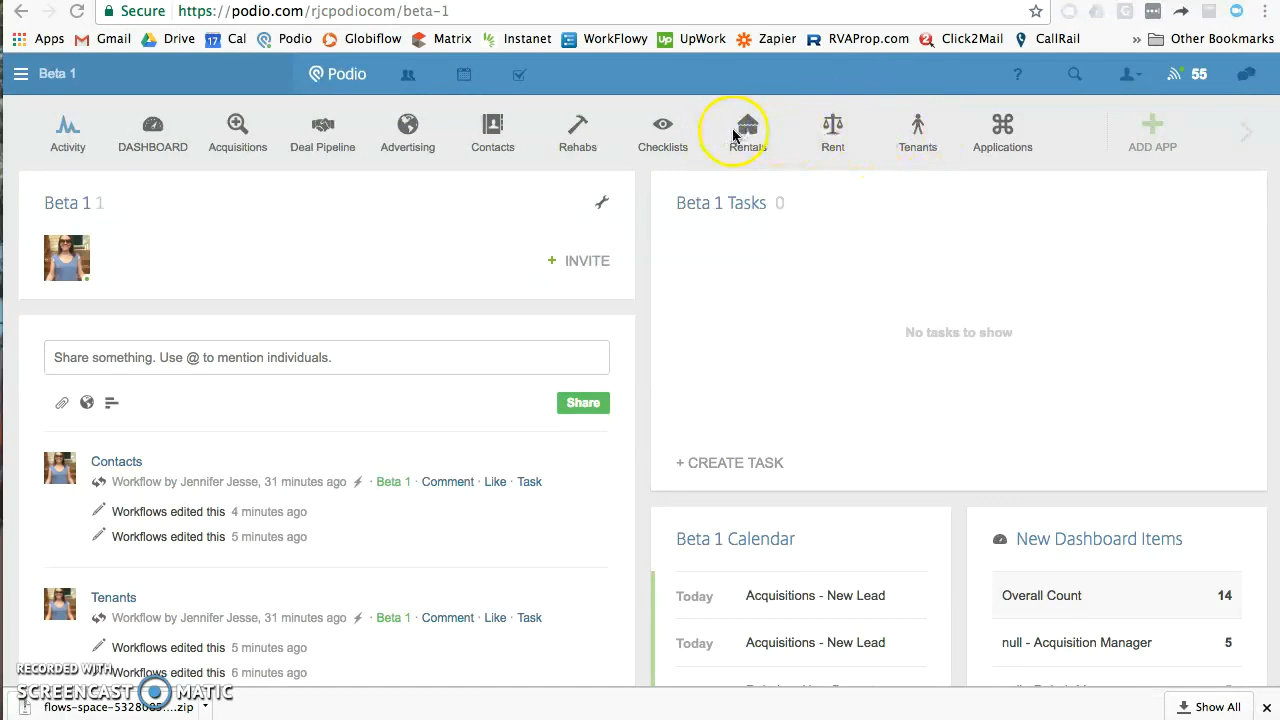 Secure https://podio.com/rjcpodiocom/beta-1
Apps Gmail Drive 17 Cal Podio Globiflow Matrix Instanet WorkFlowy Up UpWork Zapier RVAProp.com Click2Mail CallRail » Other Bookmarks
Beta 1 Podio ? 55
Activity DASHBOARD Acquisitions Deal Pipeline Advertising Contacts Rehabs Checklists Rentals Rent Tenants Applications ADD APP
Beta 1 1
+ INVITE
Share something. Use @ to mention individuals.
Share
Contacts
Workflow by Jennifer Jesse, 31 minutes ago · Beta 1 · Comment · Like · Task
Workflows edited this 4 minutes ago
Workflows edited this 5 minutes ago
Tenants
Workflow by Jennifer Jesse, 31 minutes ago · Beta 1 · Comment · Like · Task
Workflows edited this 5 minutes ago
Workflows edited this 6 minutes ago
Beta 1 Tasks 0
No tasks to show
+ CREATE TASK
Beta 1 Calendar
Today Acquisitions - New Lead
Today Acquisitions - New Lead
New Dashboard Items
Overall Count 14
null - Acquisition Manager 5
RECORDED WITH
SCREENCAST MATIC
flows-space-5328085....zip
Show All